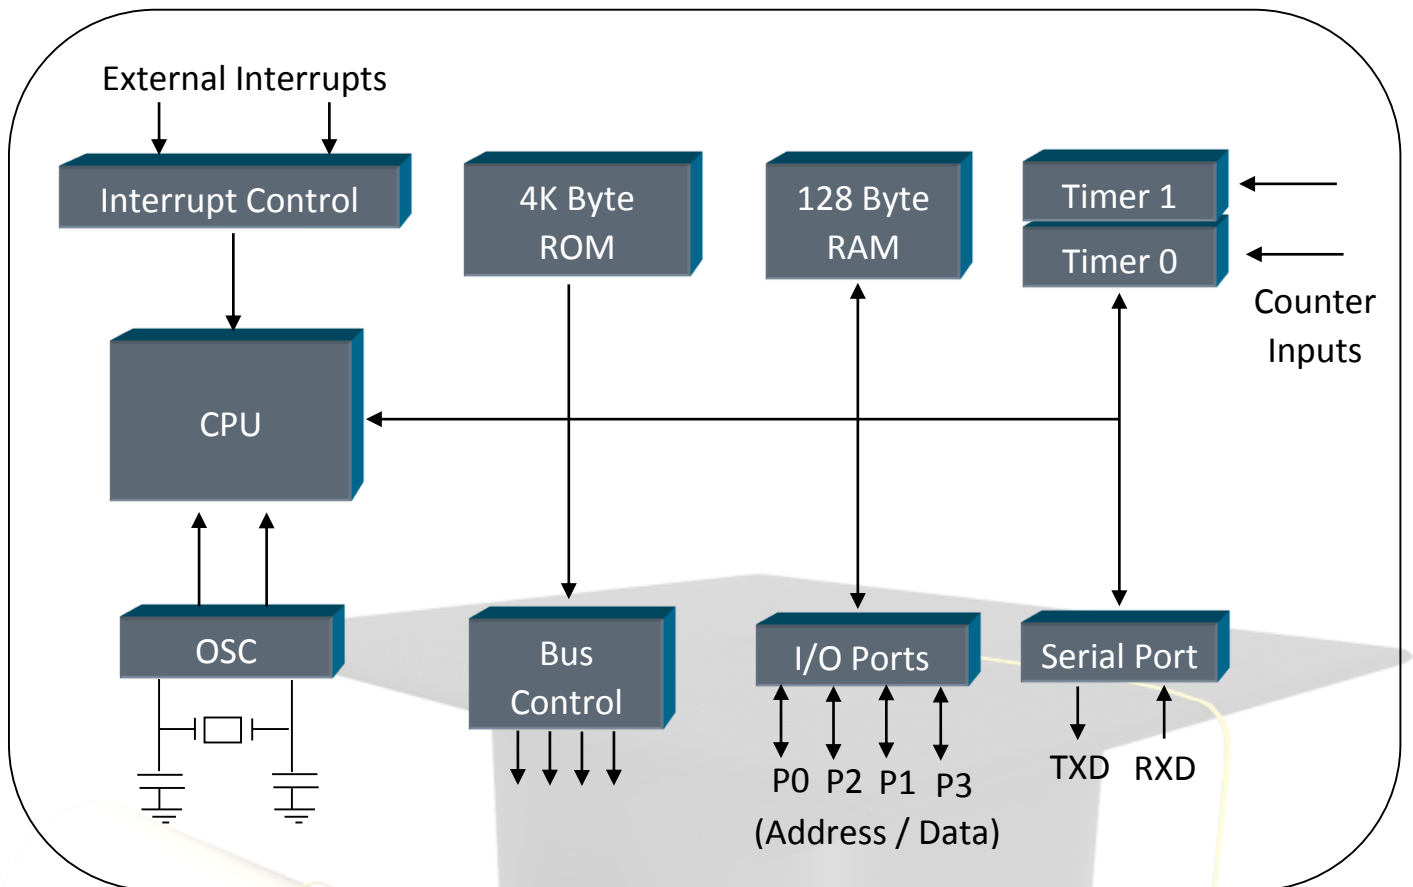 External Interrupts
Interrupt Control
4K Byte
ROM
128 Byte
RAM
Timer 1
Timer 0
Counter
Inputs
CPU
OSC
Bus
Control
I/O Ports
Serial Port
P0 P2 P1 P3
(Address / Data)
TXD RXD